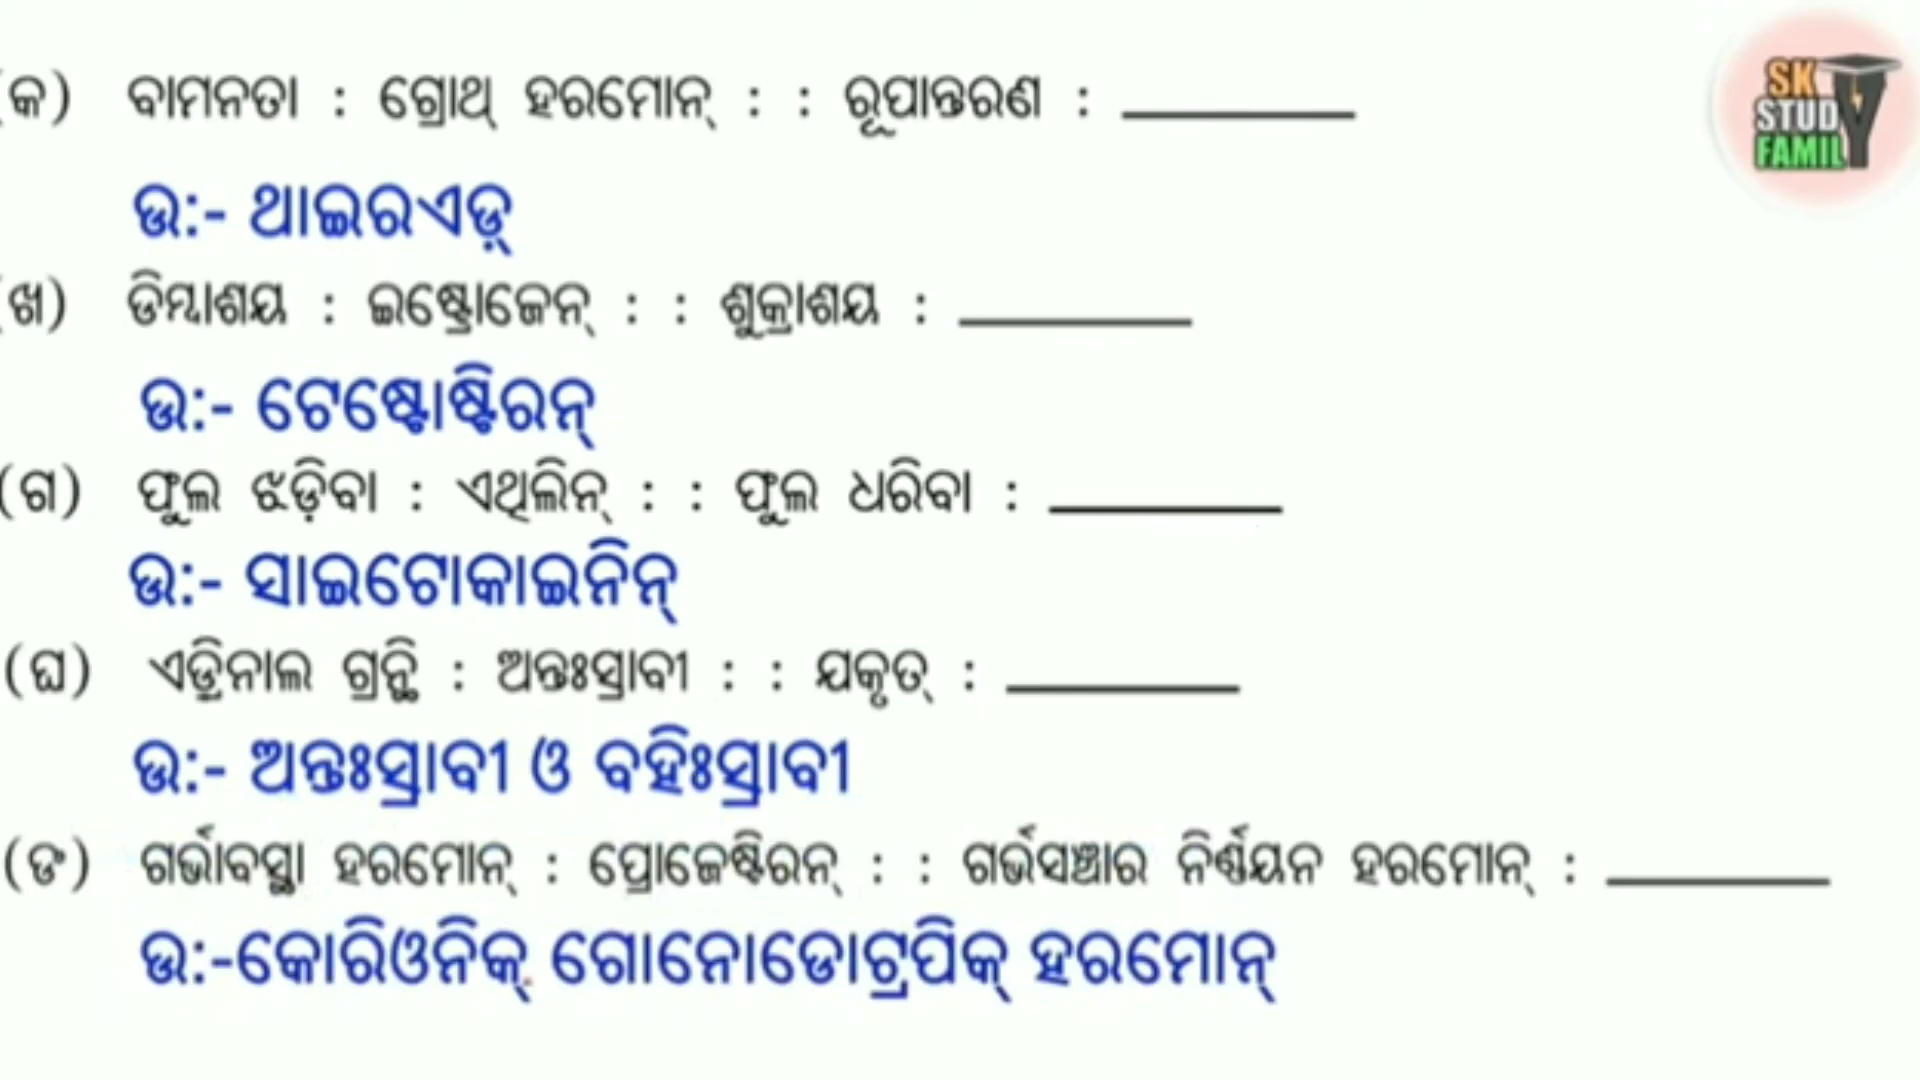 (କ) ବାମନତା : ଗ୍ରୋଥ୍ ହରମୋନ୍ : : ରୂପାନ୍ତରଣ : ________
SK
STUDY
FAMILY
ଉ:- ଥାଇରଏଡ଼୍
(ଖ) ଡିମ୍ବାଶୟ : ଇଷ୍ଟ୍ରୋଜେନ୍ : : ଶୁକ୍ରାଶୟ : ________
ଉ:- ଟେଷ୍ଟୋଷ୍ଟିରନ୍
(ଗ) ଫୁଲ ଝଡ଼ିବା : ଏଥିଲିନ୍ : : ଫୁଲ ଧରିବା : ________
ଉ:- ସାଇଟୋକାଇନିନ୍
(ଘ) ଏଡ୍ରିନାଲ ଗ୍ରନ୍ଥି : ଅନ୍ତଃସ୍ରାବୀ : : ଯକୃତ୍ : ________
ଉ:- ଅନ୍ତଃସ୍ରାବୀ ଓ ବହିଃସ୍ରାବୀ
(ଙ) ଗର୍ଭାବସ୍ଥା ହରମୋନ୍ : ପ୍ରୋଜେଷ୍ଟିରନ୍ : : ଗର୍ଭସଞ୍ଚାର ନିର୍ଣ୍ଣୟନ ହରମୋନ୍ : ________
ଉ:-କୋରିଓନିକ୍ ଗୋନୋଡୋଟ୍ରପିକ୍ ହରମୋନ୍